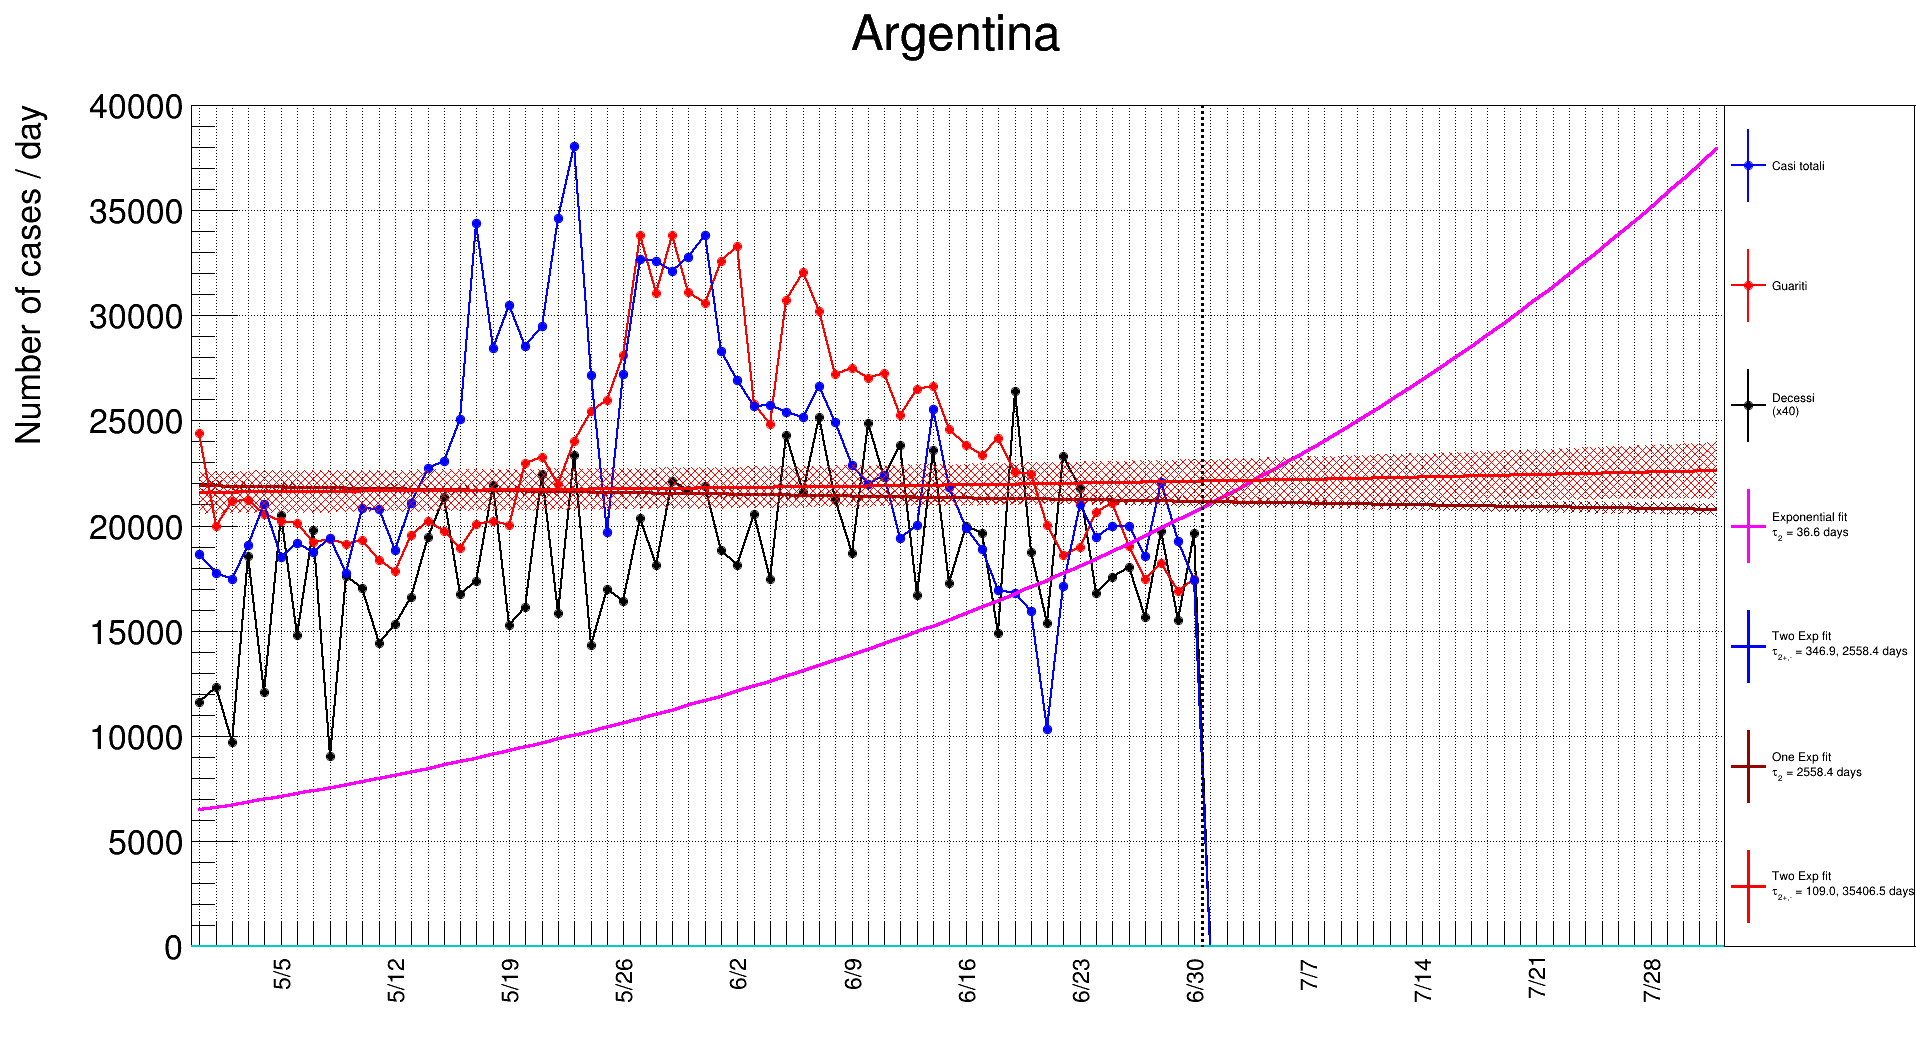 Argentina
Number of cases / day
40000
35000
30000
25000
20000
15000
10000
5000
0
5/5
5/12
5/19
5/26
6/2
6/9
6/16
6/23
6/30
7/7
7/14
7/21
7/28
Casi totali
Guariti
Decessi
(x40)
Exponential fit
τ2 = 36.6 days
Two Exp fit
τ2+,- = 346.9, 2558.4 days
One Exp fit
τ2 = 2558.4 days
Two Exp fit
τ2+,- = 109.0, 35406.5 days